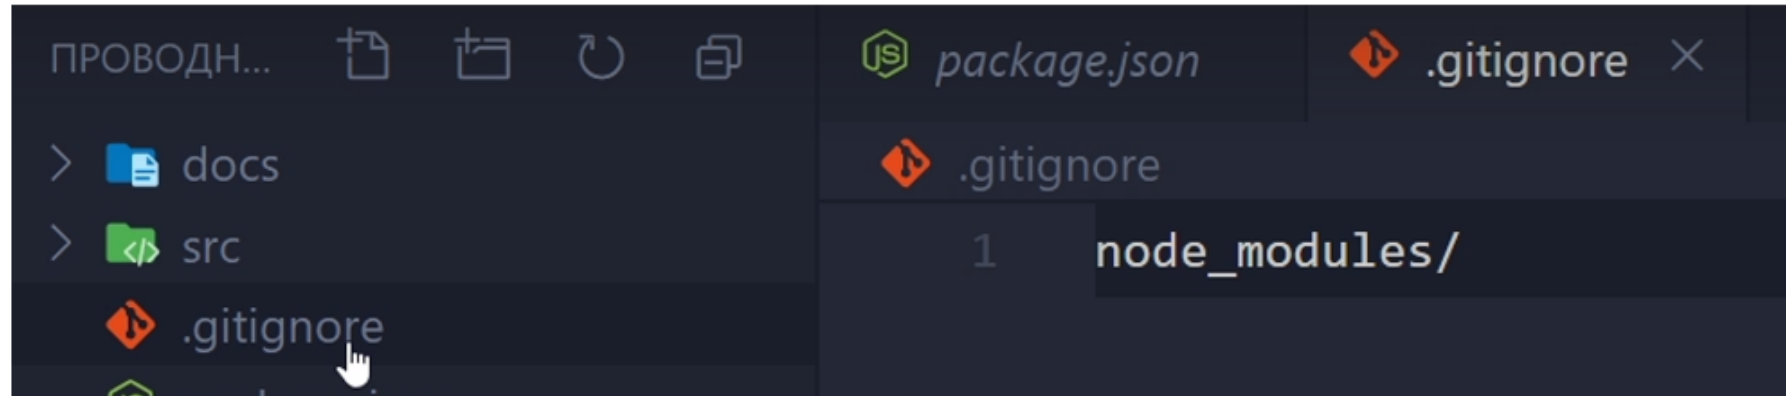 ПРОВОДН...
docs
src
.gitignore
package.json
.gitignore
.gitignore
1 node_modules/